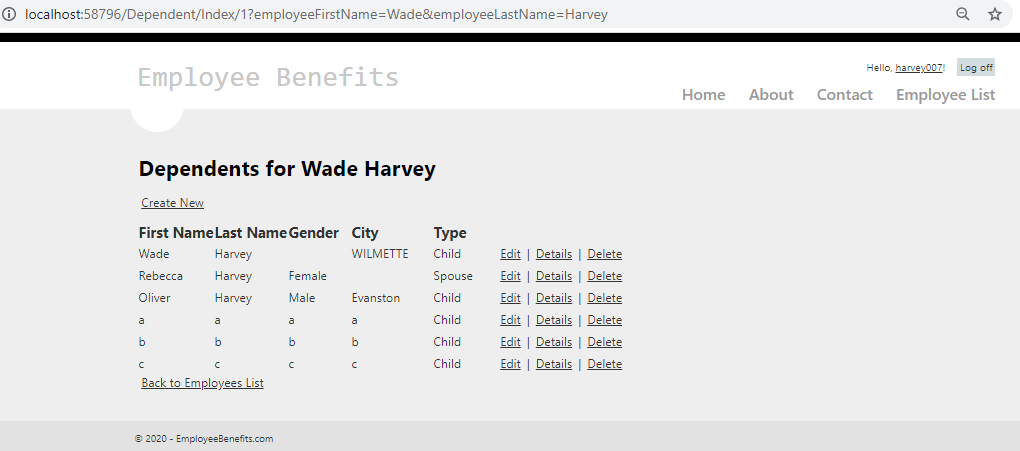 localhost:58796/Dependent/Index/1?employeeFirstName=Wade&employeeLastName=Harvey
Employee Benefits
Hello, harvey007! Log off
Home About Contact Employee List
Dependents for Wade Harvey
Create New
First Name Last Name Gender City Type
Wade Harvey WILMETTE Child Edit | Details | Delete
Rebecca Harvey Female Spouse Edit | Details | Delete
Oliver Harvey Male Evanston Child Edit | Details | Delete
a a a a Child Edit | Details | Delete
b b b b Child Edit | Details | Delete
c c c c Child Edit | Details | Delete
Back to Employees List
© 2020 - EmployeeBenefits.com